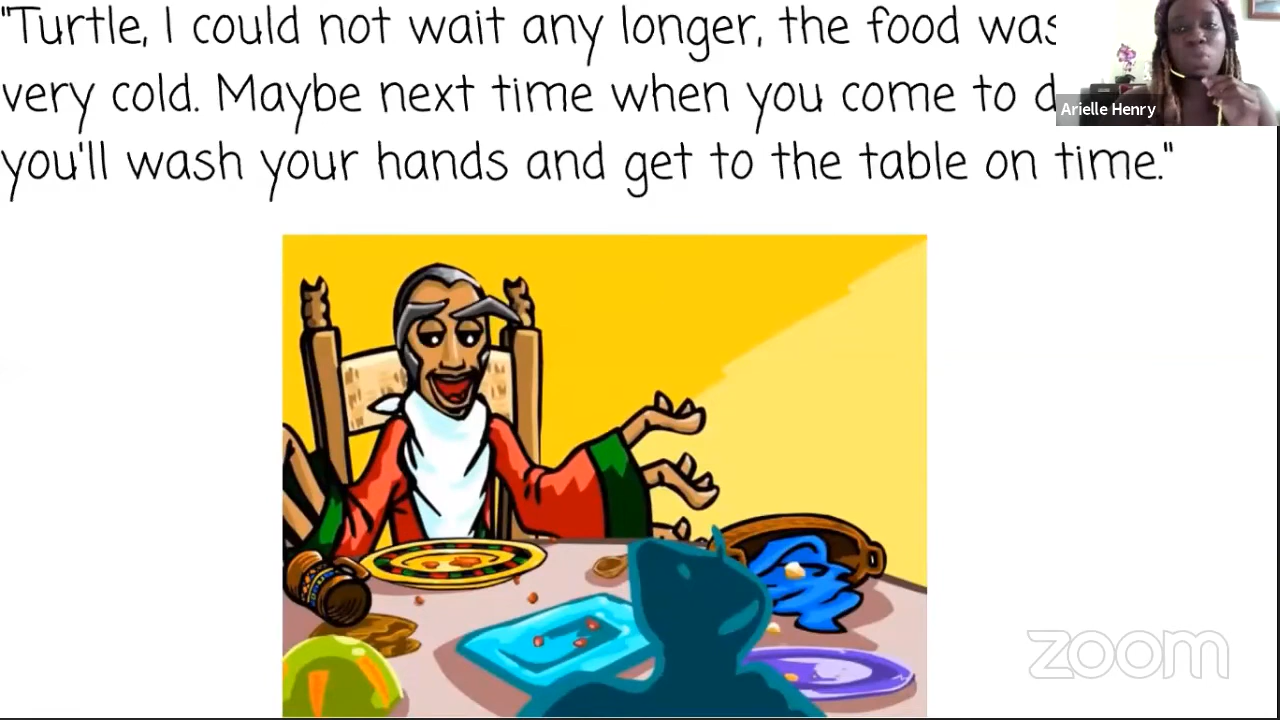 "Turtle, I could not wait any longer, the food was
very cold. Maybe next time when you come to
you'll wash your hands and get to the table on time."
Arielle Henry
zoom